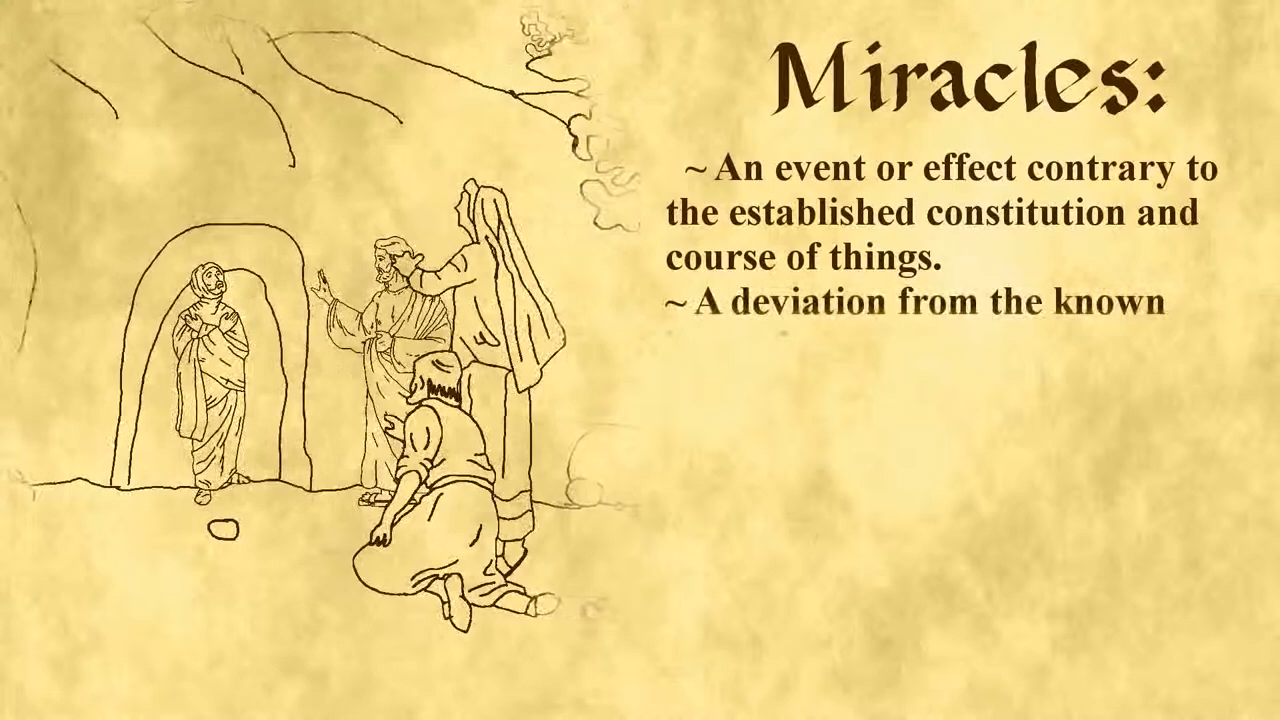 Miracles:
~ An event or effect contrary to
the established constitution and
course of things.
~ A deviation from the known